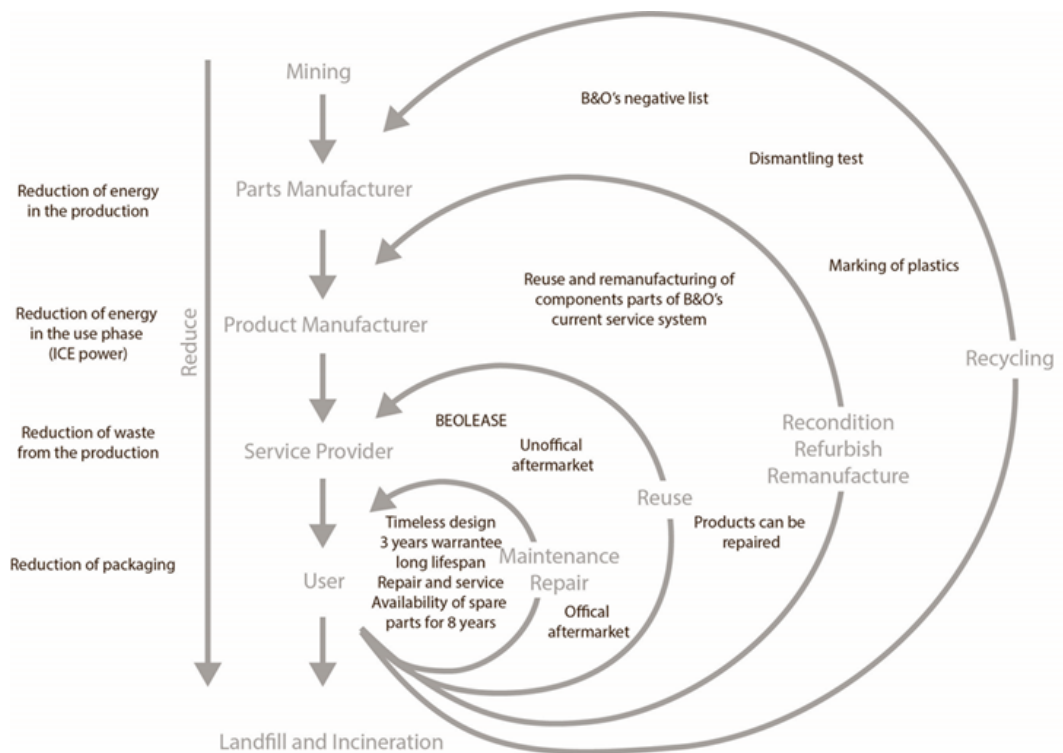 Mining
B&O's negative list
Dismantling test
Reduction of energy
in the production
Parts Manufacturer
Marking of plastics
Reuse and remanufacturing of
components parts of B&O's
current service system
Reduction of energy
in the use phase
(ICE power)
Reduce
Product Manufacturer
Recycling
BEOLEASE
Unoffical
aftermarket
Recondition
Refurbish
Remanufacture
Reduction of waste
from the production
Service Provider
Reuse
Timeless design
3 years warrantee
long lifespan
Repair and service
Availability of spare
parts for 8 years
Maintenance
Repair
Products can be
repaired
Reduction of packaging
User
Offical
aftermarket
Landfill and Incineration